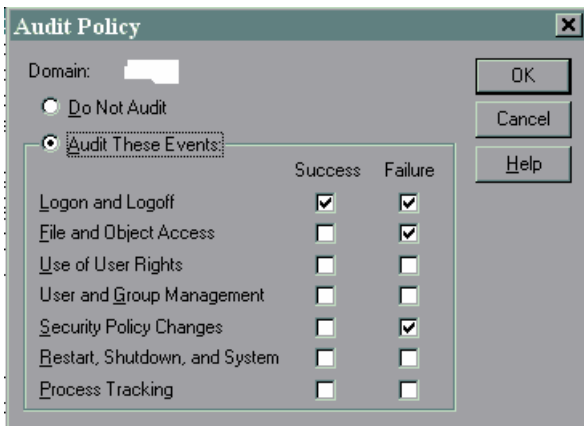 Audit Policy
Domain:
OK
Do Not Audit
Cancel
Audit These Events:
Help
Success Failure
Logon and Logoff
File and Object Access
Use of User Rights
User and Group Management
Security Policy Changes
Restart, Shutdown, and System
Process Tracking